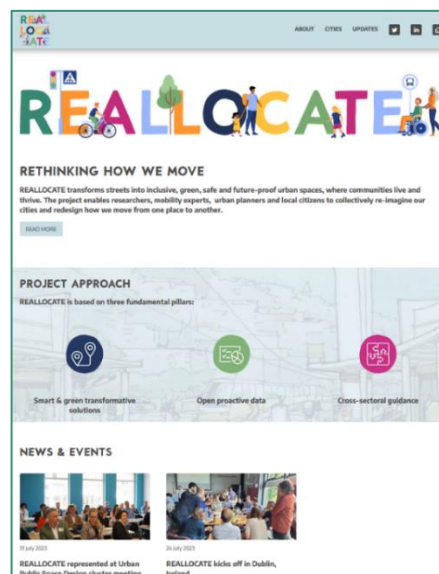 REAL
LOCA
ATE
ABOUT CITIES UPDATES
REALLOCATE
RETHINKING HOW WE MOVE
REALLOCATE transforms streets into inclusive, green, safe and future-proof urban spaces, where communities live and
thrive. The project enables researchers, mobility experts, urban planners and local citizens to collectively re-imagine our
cities and redesign how we move from one place to another.
READ MORE
PROJECT APPROACH
REALLOCATE is based on three fundamental pillars:
Smart & green transformative
solutions
Open proactive data
Cross-sectoral guidance
NEWS & EVENTS
11 July 2023
REALLOCATE represented at Urban
Public Space Design cluster meeting
24 July 2023
REALLOCATE kicks off in Dublin,
Ireland